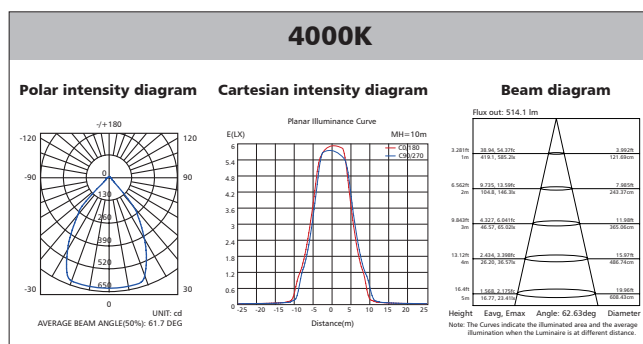 4000K
Polar intensity diagram
-/+180
-120
120
-90
90
0
130
260
390
520
650
-30
30
0
UNIT: cd
AVERAGE BEAM ANGLE(50%): 61.7 DEG
Cartesian intensity diagram
Planar Illuminance Curve
E(LX)
MH=10m
C0/180
C90/270
6
5.4
4.8
4.2
3.6
3
2.4
1.8
1.2
0.6
0.0
-25 -20 -15 -10 -5 0 5 10 15 20 25
Distance(m)
Beam diagram
Flux out: 514.1 lm
3.281ft 38.94, 54.37fc 3.992ft
1m 419.1, 585.2lx 121.69cm
6.562ft 9.735, 13.59fc 7.985ft
2m 104.8, 146.3lx 243.37cm
9.843ft 4.327, 6.041fc 11.98ft
3m 46.57, 65.02lx 365.06cm
13.12ft 2.434, 3.398fc 15.97ft
4m 26.20, 36.57lx 486.74cm
16.4ft 1.568, 2.175fc 19.96ft
5m 16.77, 23.41lx 608.43cm
Height Eavg, Emax Angle: 62.63deg Diameter
Note: The Curves indicate the illuminated area and the average
illumination when the Luminaire is at different distance.